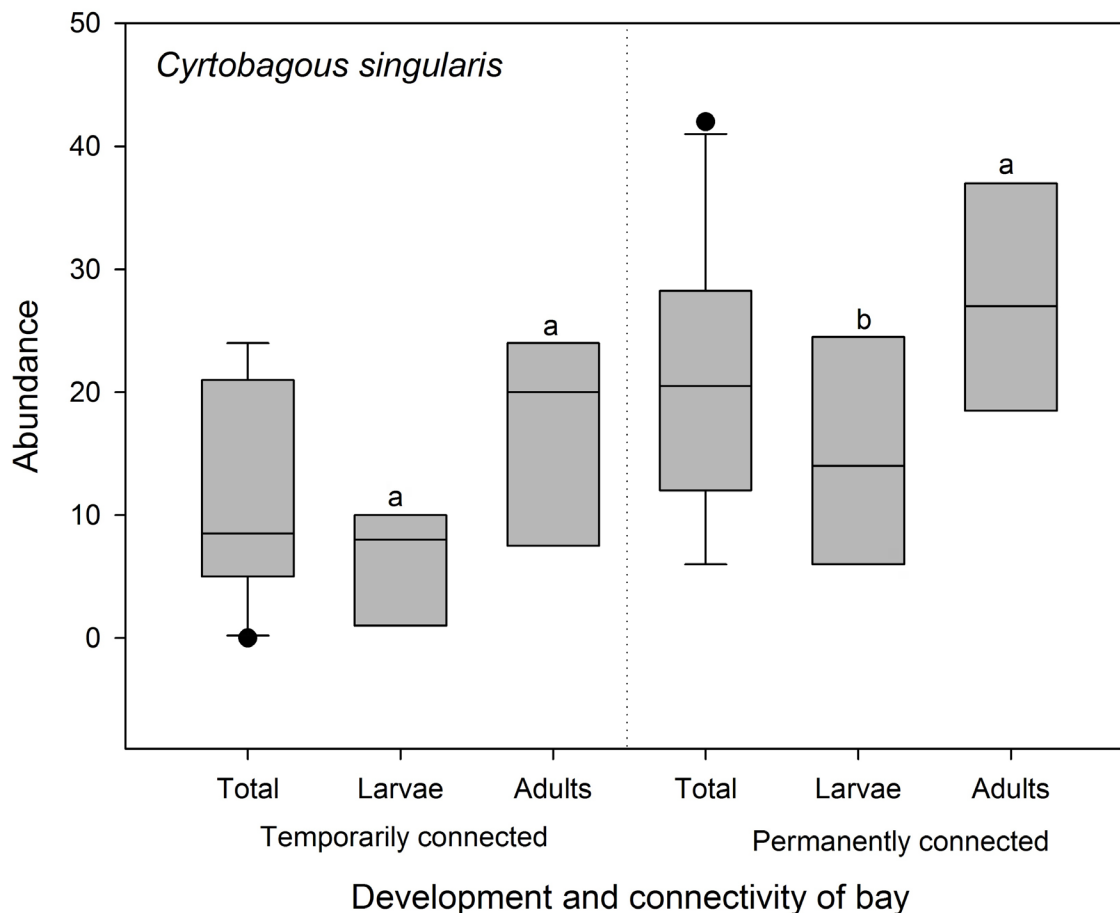 50
Cyrtobagous singularis
40
a
30
b
a
20
a
10
0
Abundance
Total Larvae Adults Total Larvae Adults
Temporarily connected Permanently connected
Development and connectivity of bay